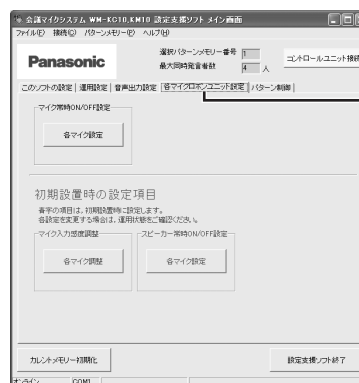 会議マイクシステム WM-KC10,KM10 設定支援ソフト メイン画面
ファイル(F) 接続(C) パターンメモリー(P) ヘルプ(H)
Panasonic
選択パターンメモリー番号 1
最大同時発言者数 4 人
コントロールユニット接続
このソフトの設定 運用設定 音声出力設定 各マイクロホンユニット設定 パターン制御
マイク常時ON/OFF設定
各マイク設定
初期設置時の設定項目
青字の項目は、初期設置時に設定します。
各設定を変更する場合は、運用状態をご確認ください。
マイク入力感度調整 スピーカー常時ON/OFF設定
各マイク調整 各マイク設定
カレントメモリー初期化 設定支援ソフト終了
オンライン COM1